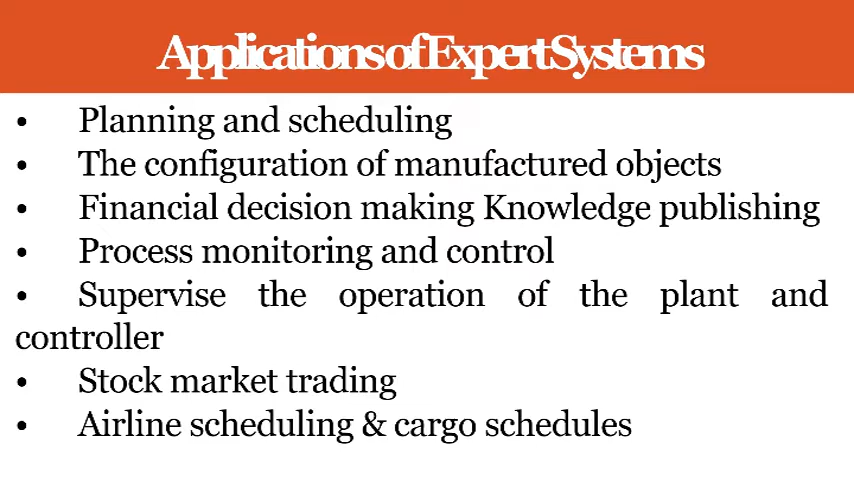 Applications of Expert Systems
• Planning and scheduling
• The configuration of manufactured objects
• Financial decision making Knowledge publishing
• Process monitoring and control
• Supervise the operation of the plant and
controller
• Stock market trading
• Airline scheduling & cargo schedules